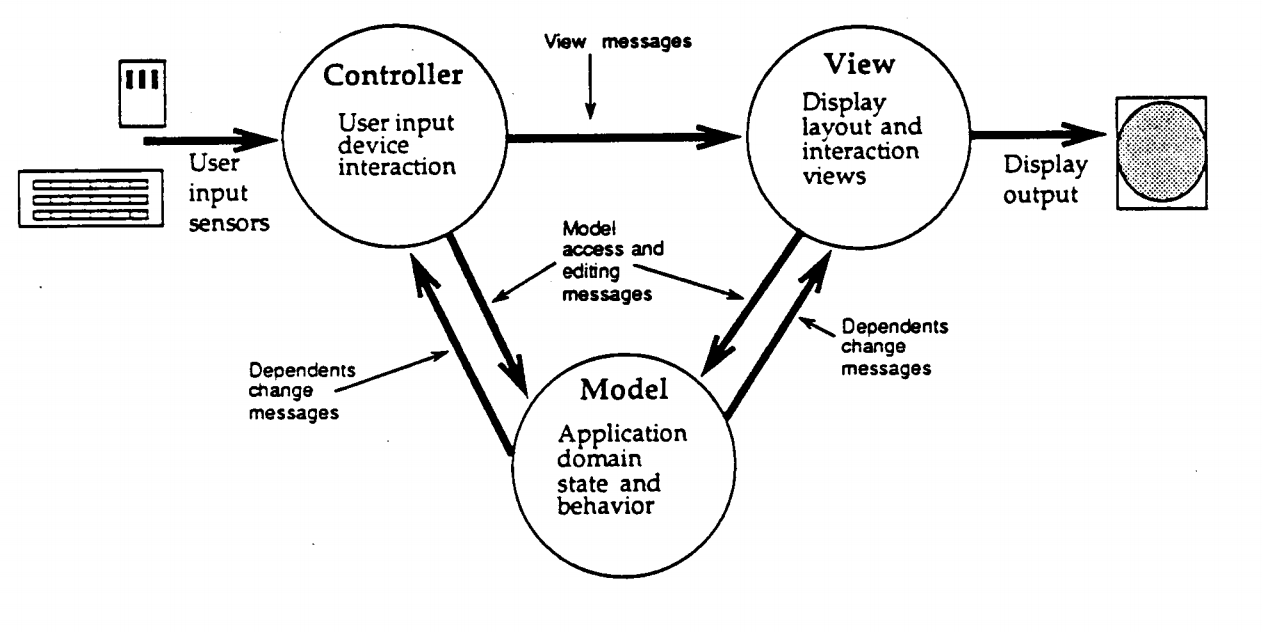 View messages
Controller
User input
device
interaction
View
Display
layout and
interaction
views
User
input
sensors
Display
output
Model
access and
editing
messages
Dependents
change
messages
Dependents
change
messages
Model
Application
domain
state and
behavior